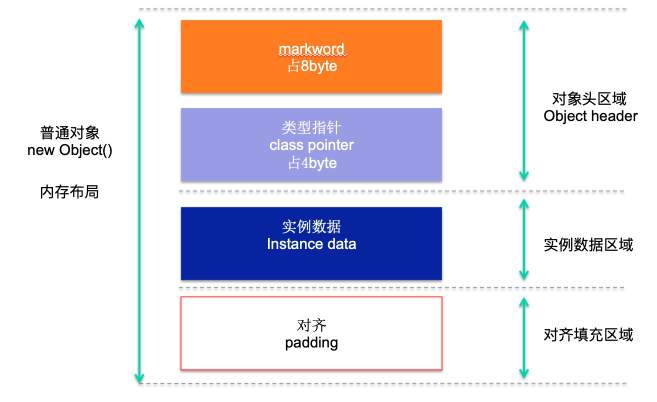 普通对象
new Object()
内存布局
markword
占8byte
类型指针
class pointer
占4byte
实例数据
Instance data
对齐
padding
对象头区域
Object header
实例数据区域
对齐填充区域